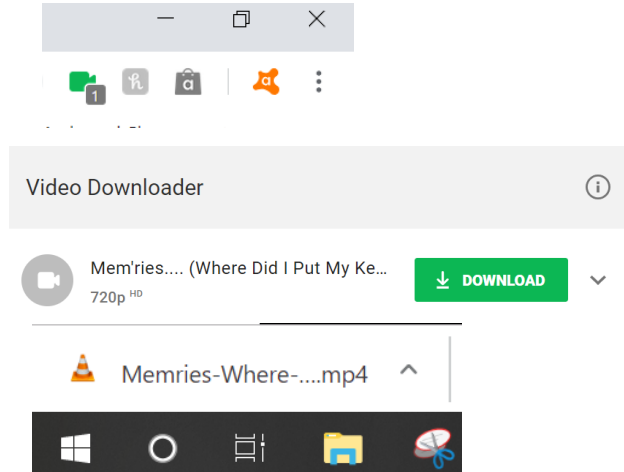 1
Video Downloader
Mem'ries.... (Where Did I Put My Ke...
DOWNLOAD
720p HD
Memries-Where-....mp4